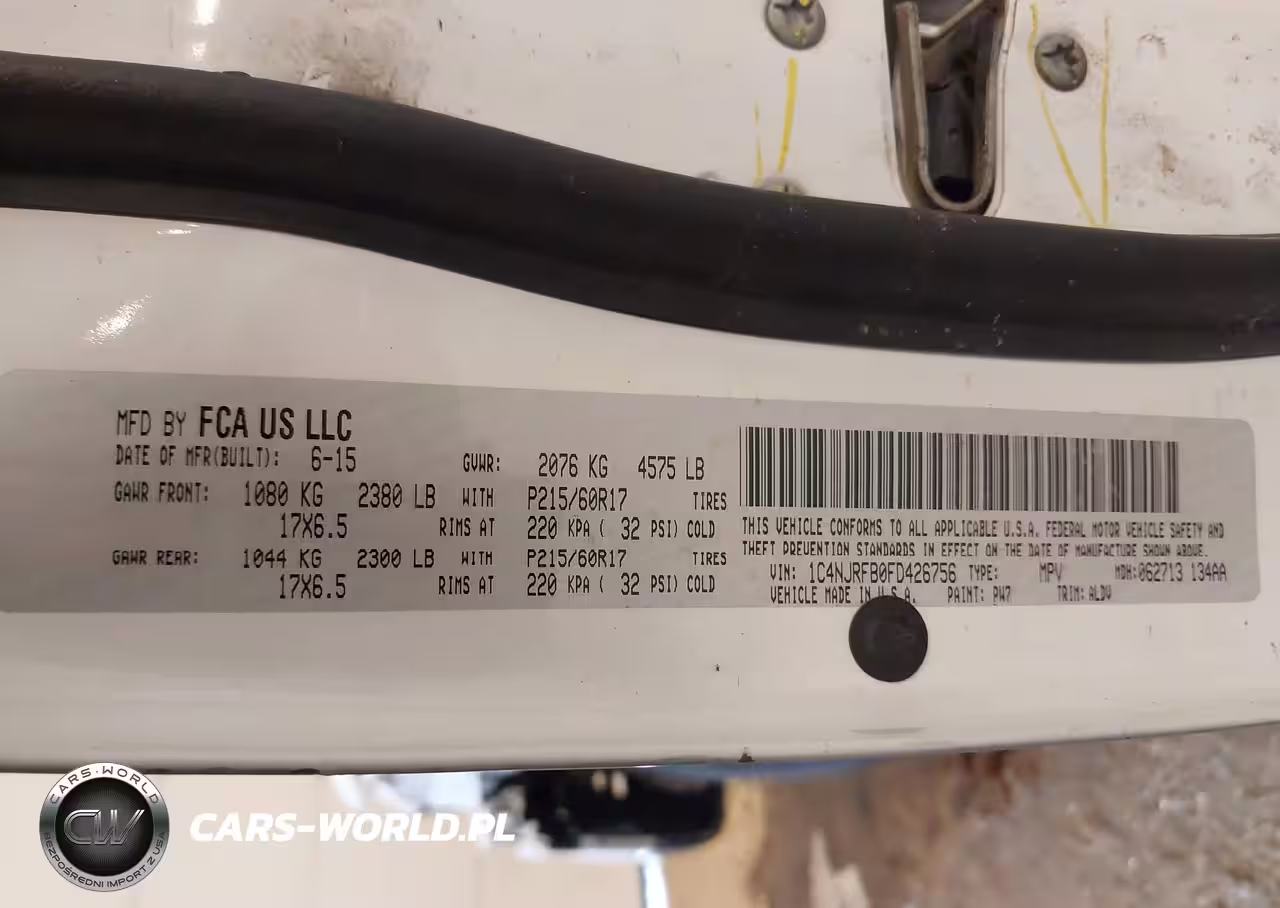 MFD BY FCA US LLC
DATE OF MFR(BUILT): 6-15 GVWR: 2076 KG 4575 LB
GAWR FRONT: 1080 KG 2380 LB WITH P215/60R17 TIRES
17X6.5 RIMS AT 220 KPA ( 32 PSI) COLD
GAWR REAR: 1044 KG 2300 LB WITH P215/60R17 TIRES
17X6.5 RIMS AT 220 KPA ( 32 PSI) COLD
THIS VEHICLE CONFORMS TO ALL APPLICABLE U.S.A. FEDERAL MOTOR VEHICLE SAFETY AND
THEFT PREVENTION STANDARDS IN EFFECT ON THE DATE OF MANUFACTURE SHOWN ABOVE.
VIN: 1C4NJRFB0FD426756 TYPE: MPV MDH:062713 134AA
VEHICLE MADE IN U.S.A. PAINT: PW7 TRIM: ALDV
CARS-WORLD
CW
BEZPOŚREDNI IMPORT Z USA
CARS-WORLD.PL